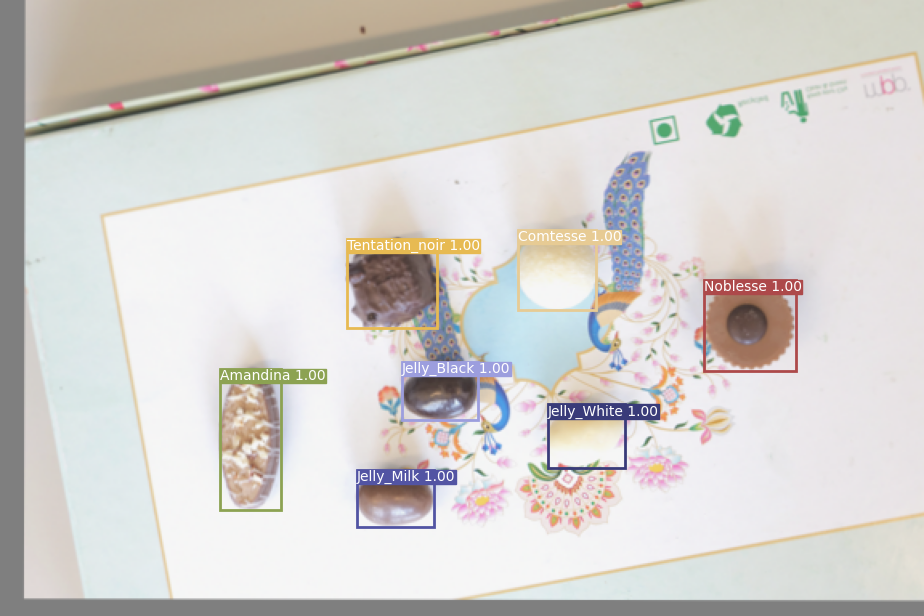 Comtesse 1.00
Tentation_noir 1.00
Noblesse 1.00
Jelly_Black 1.00
Amandina 1.00
Jelly_White 1.00
Jelly_Milk 1.00